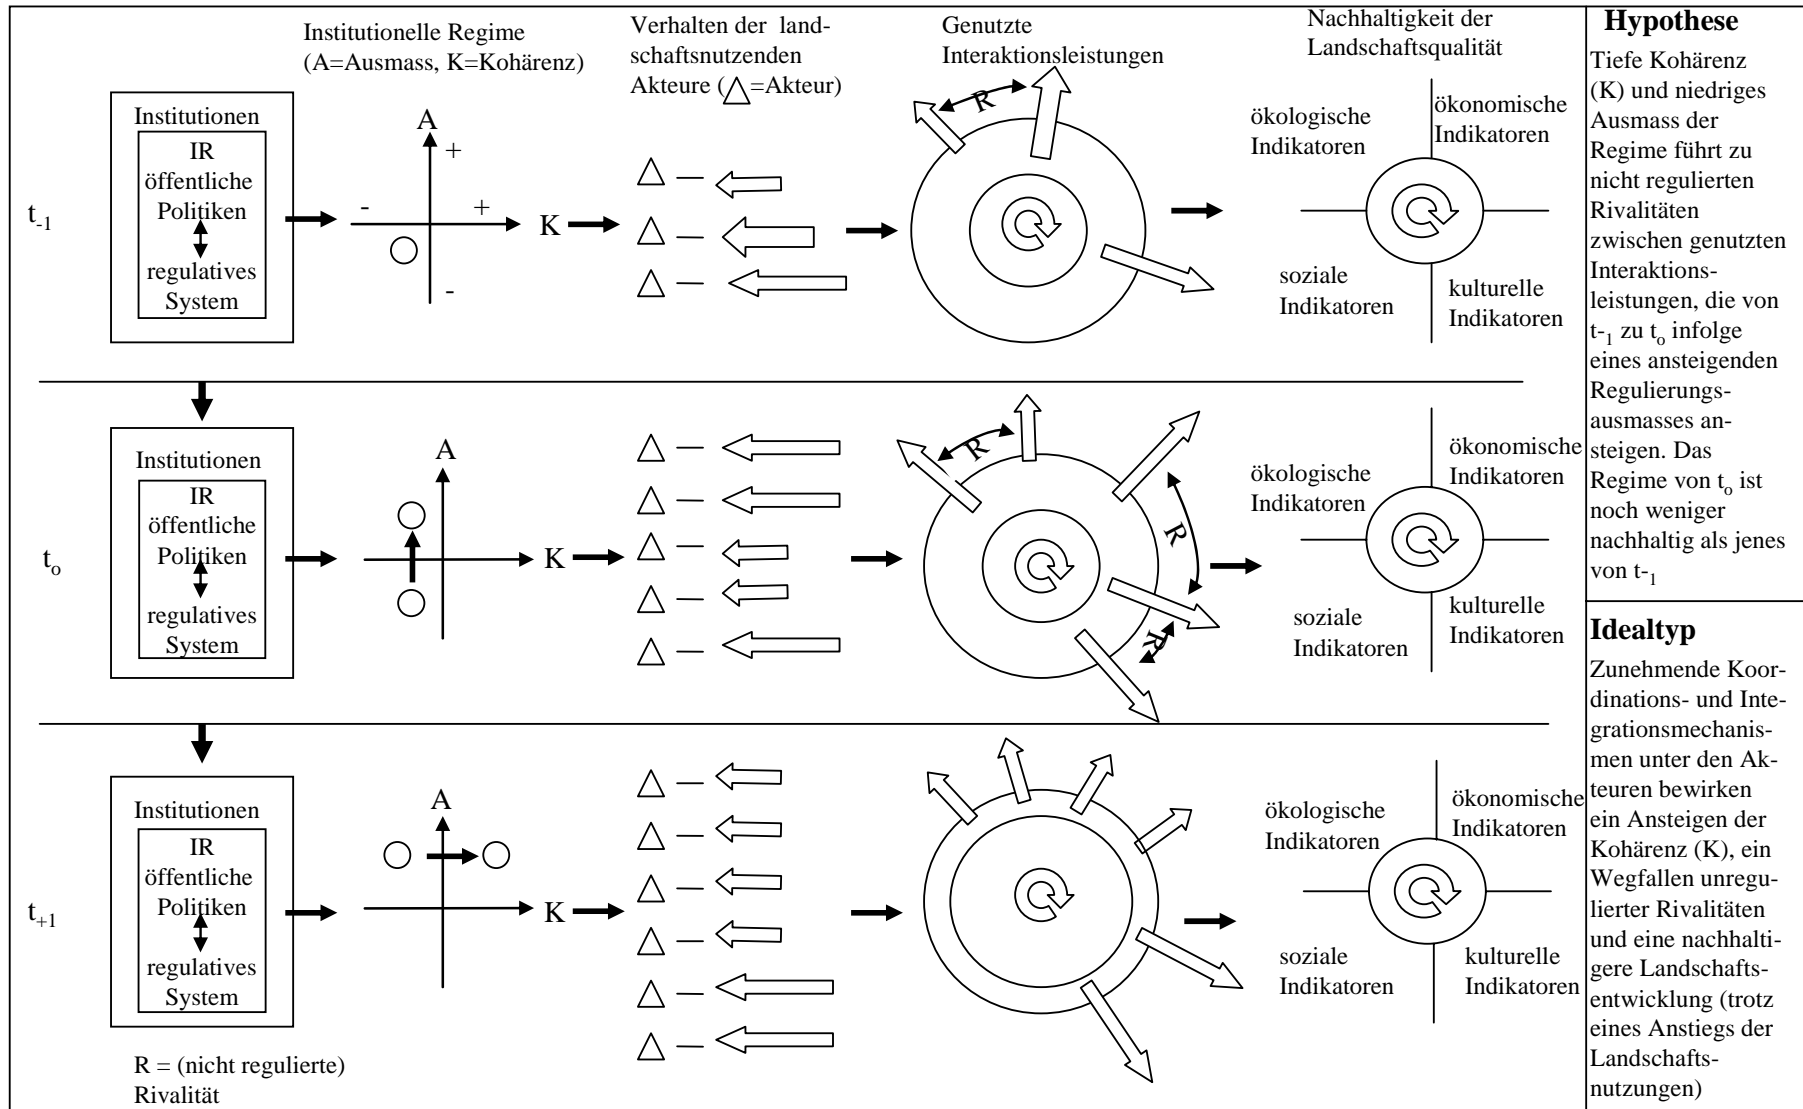 Institutionelle Regime
(A=Ausmass, K=Kohärenz)
Verhalten der land-
schaftsnutzenden
Akteure (△=Akteur)
Genutzte
Interaktionsleistungen
Nachhaltigkeit der
Landschaftsqualität
t-1
Institutionen
IR
öffentliche
Politiken
regulatives
System
A
+
-
+
K
-
R
ökologische
Indikatoren
ökonomische
Indikatoren
soziale
Indikatoren
kulturelle
Indikatoren
to
Institutionen
IR
öffentliche
Politiken
regulatives
System
A
K
R
R
R
ökologische
Indikatoren
ökonomische
Indikatoren
soziale
Indikatoren
kulturelle
Indikatoren
t+1
Institutionen
IR
öffentliche
Politiken
regulatives
System
A
K
ökologische
Indikatoren
ökonomische
Indikatoren
soziale
Indikatoren
kulturelle
Indikatoren
R = (nicht regulierte)
Rivalität
Hypothese
Tiefe Kohärenz
(K) und niedriges
Ausmass der
Regime führt zu
nicht regulierten
Rivalitäten
zwischen genutzten
Interaktions-
leistungen, die von
t-1 zu to infolge
eines ansteigenden
Regulierungs-
ausmasses an-
steigen. Das
Regime von to ist
noch weniger
nachhaltig als jenes
von t-1
Idealtyp
Zunehmende Koor-
dinations- und Inte-
grationsmechanis-
men unter den Ak-
teuren bewirken
ein Ansteigen der
Kohärenz (K), ein
Wegfallen unregu-
lierter Rivalitäten
und eine nachhalti-
gere Landschafts-
entwicklung (trotz
eines Anstiegs der
Landschafts-
nutzungen)